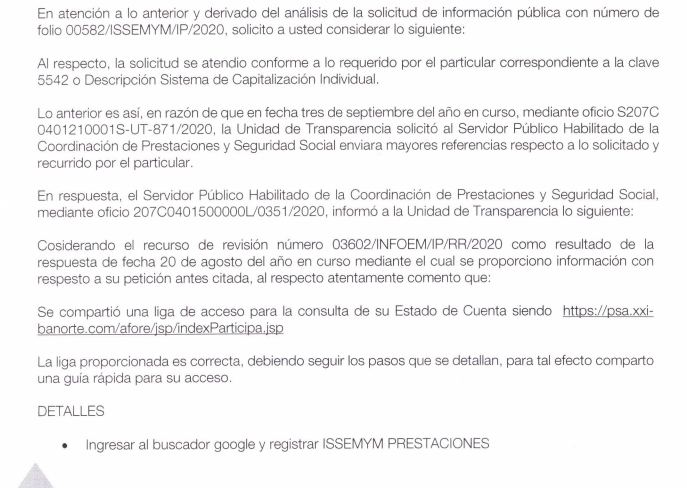 En atención a lo anterior y derivado del análisis de la solicitud de información pública con número de
folio 00582/ISSEMYM/IP/2020, solicito a usted considerar lo siguiente:
Al respecto, la solicitud se atendio conforme a lo requerido por el particular correspondiente a la clave
5542 o Descripción Sistema de Capitalización Individual.
Lo anterior es así, en razón de que en fecha tres de septiembre del año en curso, mediante oficio S207C
0401210001S-UT-871/2020, la Unidad de Transparencia solicitó al Servidor Público Habilitado de la
Coordinación de Prestaciones y Seguridad Social enviara mayores referencias respecto a lo solicitado y
recurrido por el particular.
En respuesta, el Servidor Público Habilitado de la Coordinación de Prestaciones y Seguridad Social,
mediante oficio 207C0401500000L/0351/2020, informó a la Unidad de Transparencia lo siguiente:
Cosiderando el recurso de revisión número 03602/INFOEM/IP/RR/2020 como resultado de la
respuesta de fecha 20 de agosto del año en curso mediante el cual se proporciono información con
respesto a su petición antes citada, al respecto atentamente comento que:
Se compartió una liga de acceso para la consulta de su Estado de Cuenta siendo https://psa.xxi-
banorte.com/afore/jsp/indexParticipa.jsp
La liga proporcionada es correcta, debiendo seguir los pasos que se detallan, para tal efecto comparto
una guía rápida para su acceso.
DETALLES
• Ingresar al buscador google y registrar ISSEMYM PRESTACIONES